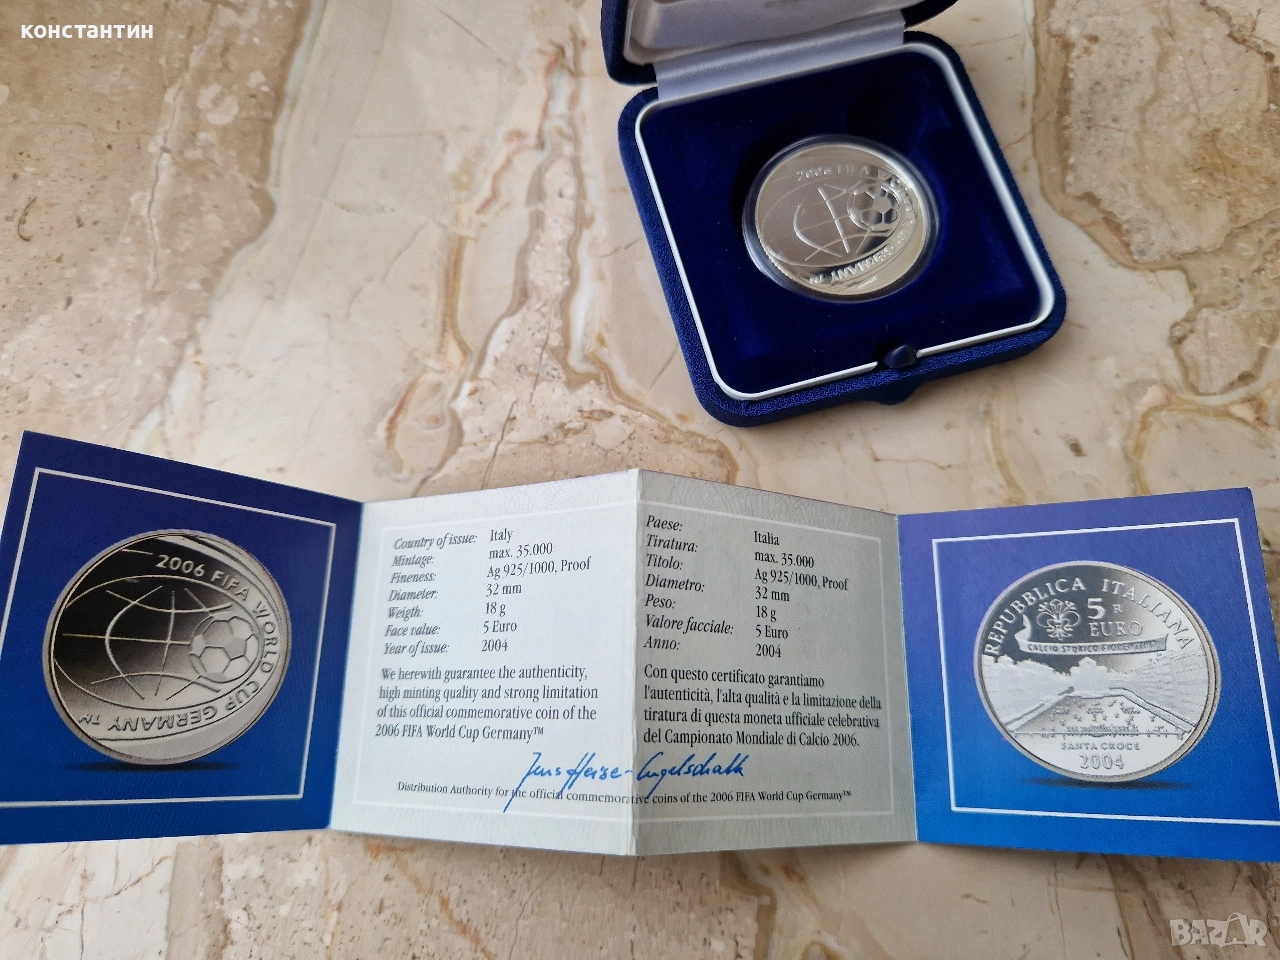 КОНСТАНТИН
2006 FIFA
GERMANY TM
2006 FIFA WORLD CUP GERMANY TM
Country of issue: Italy
Mintage: max. 35.000
Fineness: Ag 925/1000, Proof
Diameter: 32 mm
Weigth: 18 g
Face value: 5 Euro
Year of issue: 2004
We herewith guarantee the authenticity,
high minting quality and strong limitation
of this official commemorative coin of the
2006 FIFA World Cup Germany™
Paese: Italia
Tiratura: max. 35.000
Titolo: Ag 925/1000, Proof
Diametro: 32 mm
Peso: 18 g
Valore facciale: 5 Euro
Anno: 2004
Con questo certificato garantiamo
l'autenticità, l'alta qualità e la limitazione della
tiratura di questa moneta ufficiale celebrativa
del Campionato Mondiale di Calcio 2006.
Distribution Authority for the official commemorative coins of the 2006 FIFA World Cup Germany™
REPUBBLICA ITALIANA
5 R
EURO
CALCIO STORICO FIORENTINO
SANTA CROCE
2004
BAZAR